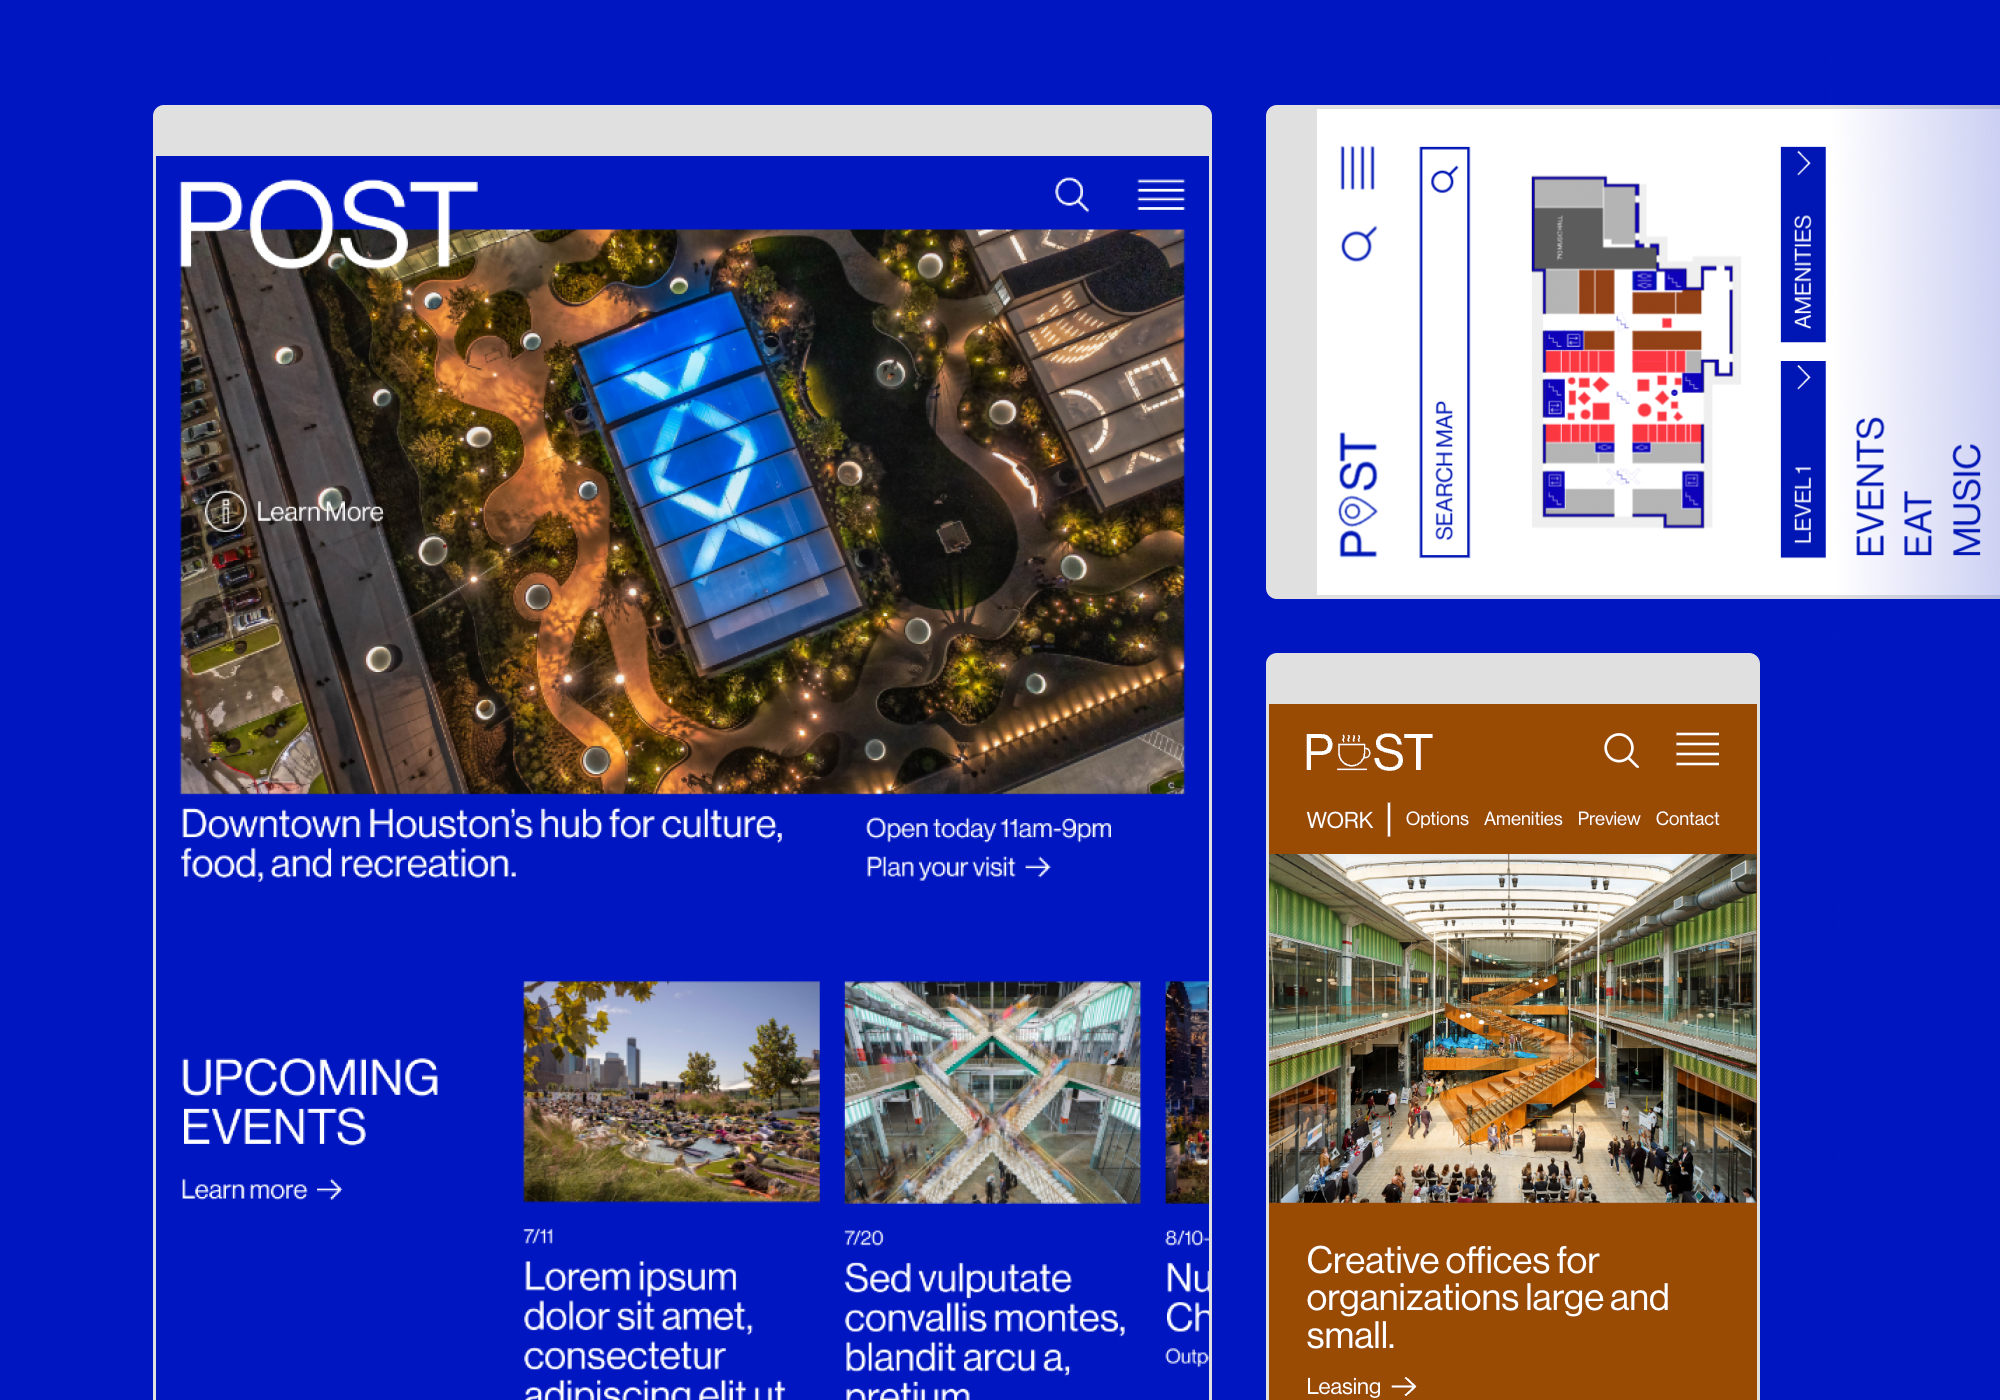 POST
Learn More
Downtown Houston's hub for culture,
food, and recreation.
Open today 11am-9pm
Plan your visit →
UPCOMING
EVENTS
Learn more →
7/11
Lorem ipsum
dolor sit amet,
consectetur
adipiscing elit ut
7/20
Sed vulputate
convallis montes,
blandit arcu a,
pretium
8/10-
Nu
Ch
Outp
POST
SEARCH MAP
713 MUSIC HALL
LEVEL 1
AMENITIES
EVENTS
EAT
MUSIC
POST
WORK | Options Amenities Preview Contact
Creative offices for
organizations large and
small.
Leasing →